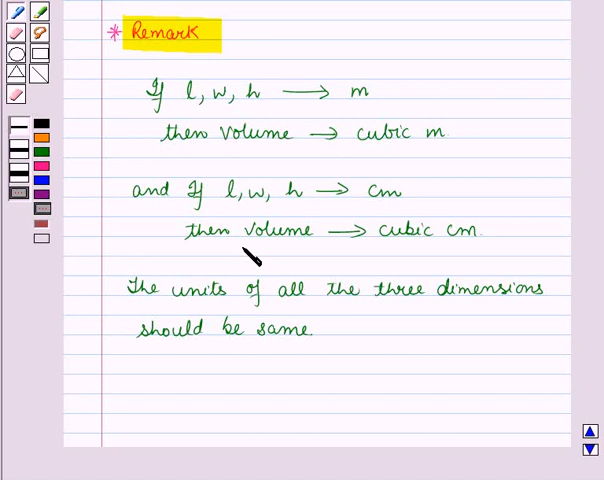 * Remark
If l, w, h → m
then volume → cubic m.
and If l, w, h → cm
then volume → cubic cm.
The units of all the three dimensions
should be same.